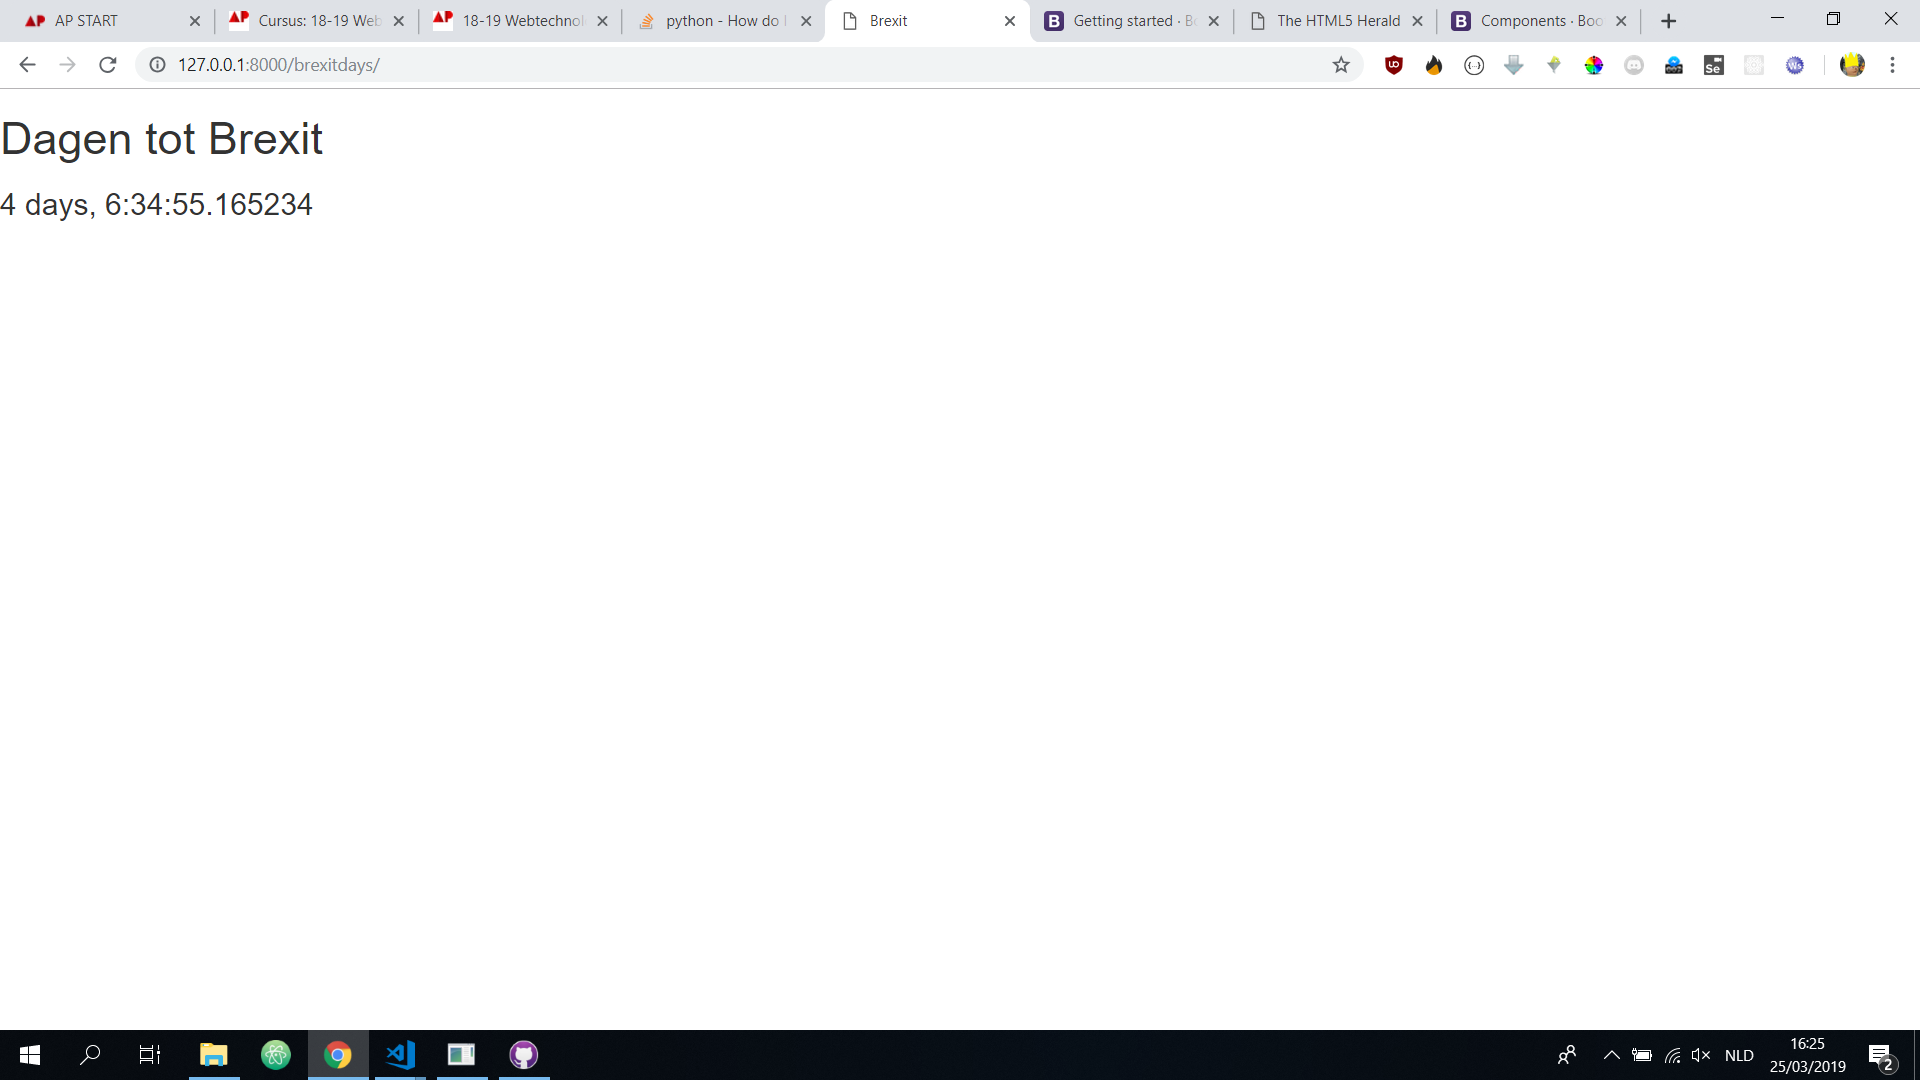 AP START
Cursus: 18-19 Web
18-19 Webtechnol
python - How do I
Brexit
Getting started · Bo
The HTML5 Herald
Components · Boo
127.0.0.1:8000/brexitdays/
Dagen tot Brexit
4 days, 6:34:55.165234
NLD
16:25
25/03/2019
2